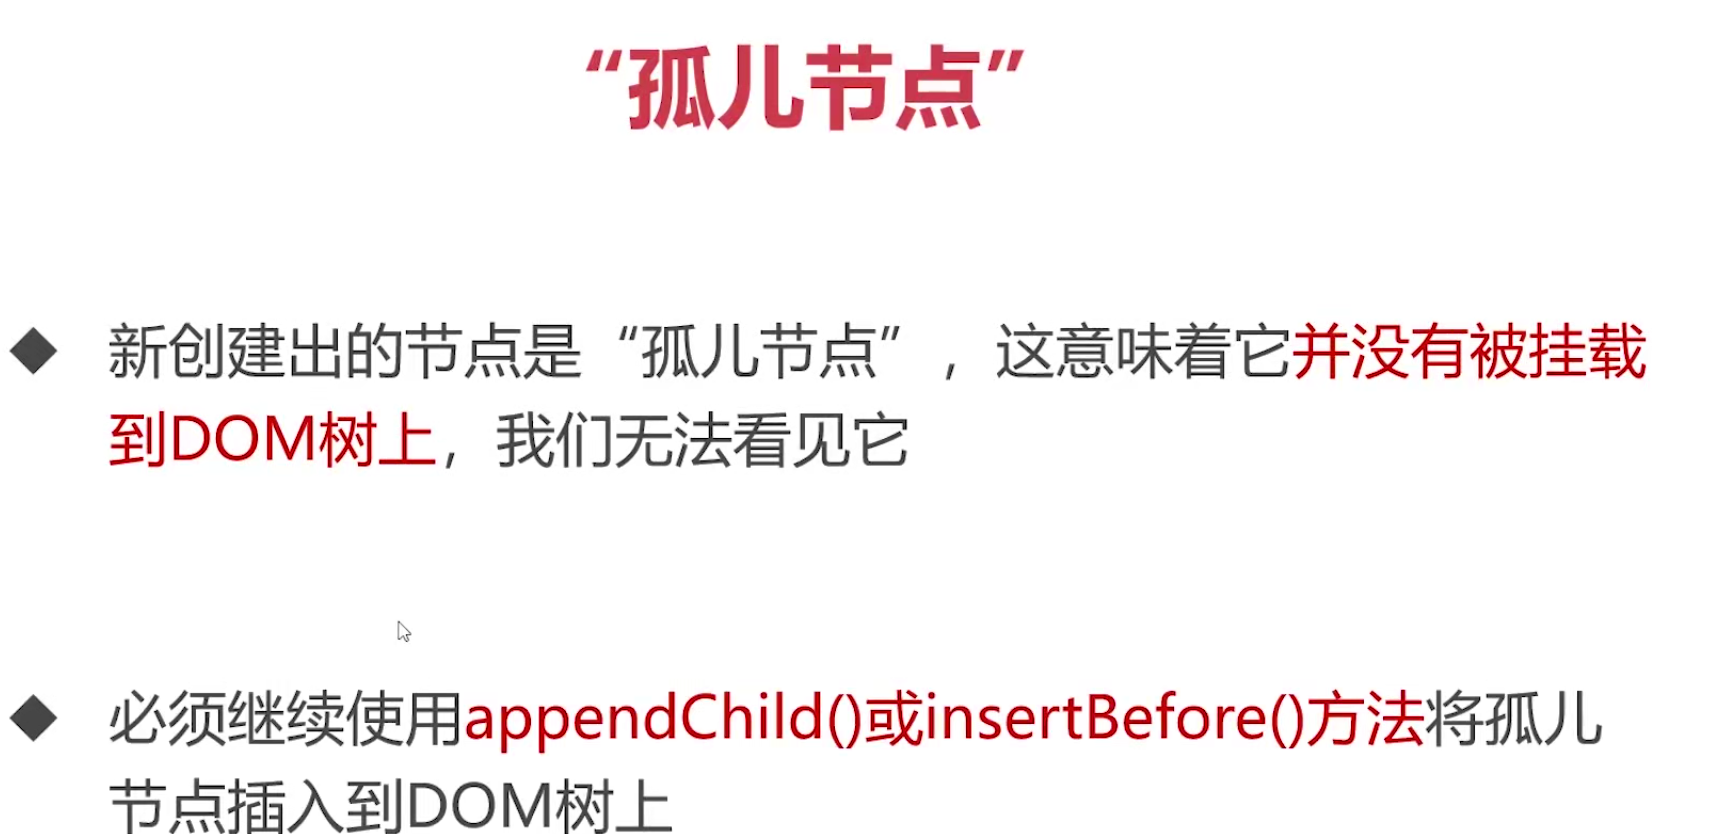 “孤儿节点”
新创建出的节点是“孤儿节点”，这意味着它并没有被挂载
到DOM树上，我们无法看见它
必须继续使用appendChild()或insertBefore()方法将孤儿
节点插入到DOM树上